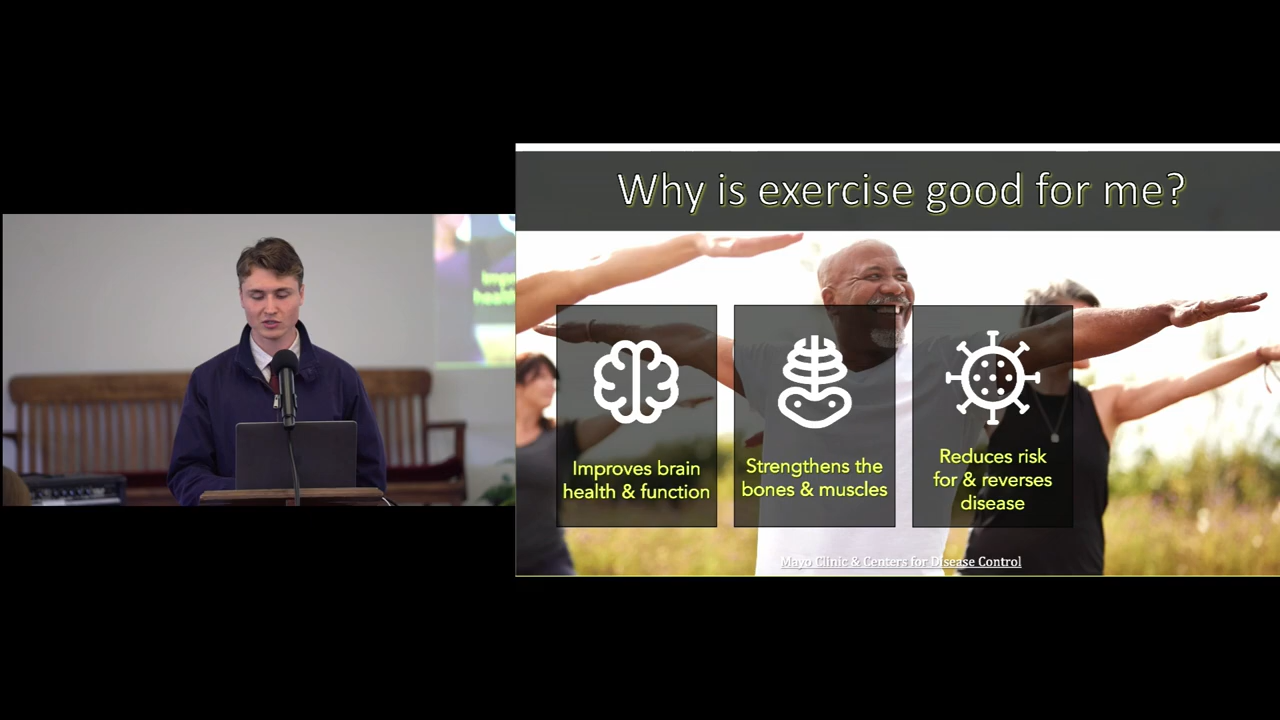 Why is exercise good for me?
Improves brain
health & function
Strengthens the
bones & muscles
Reduces risk
for & reverses
disease
Mayo Clinic & Centers for Disease Control